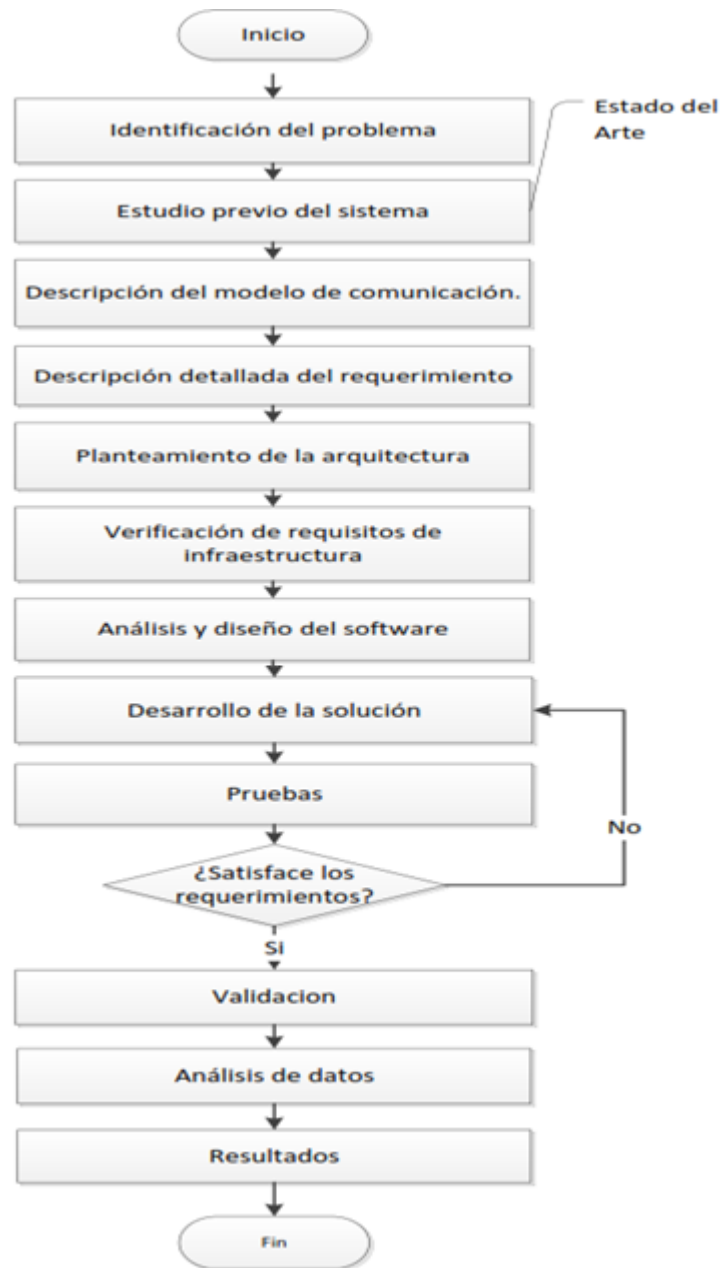 Inicio
Identificación del problema
Estado del
Arte
Estudio previo del sistema
Descripción del modelo de comunicación.
Descripción detallada del requerimiento
Planteamiento de la arquitectura
Verificación de requisitos de
infraestructura
Análisis y diseño del software
Desarrollo de la solución
Pruebas
No
¿Satisface los
requerimientos?
Si
Validacion
Análisis de datos
Resultados
Fin